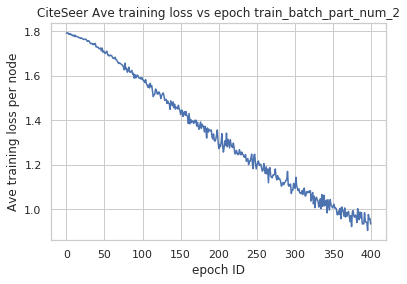 CiteSeer Ave training loss vs epoch train_batch_part_num_2
Ave training loss per node
1.8
1.6
1.4
1.2
1.0
0 50 100 150 200 250 300 350 400
epoch ID